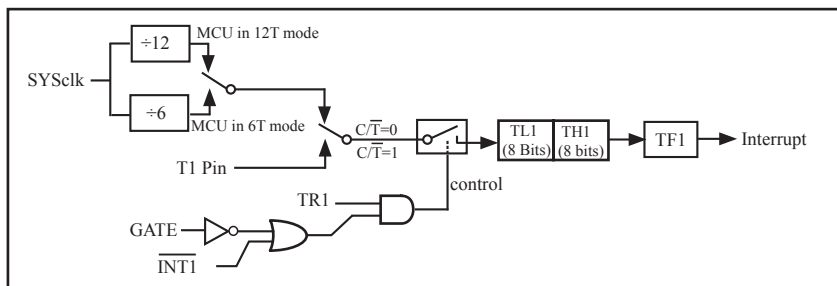 ÷12
MCU in 12T mode
SYSclk
÷6
MCU in 6T mode
C/T̅=0
C/T̅=1
T1 Pin
TL1
(8 Bits)
TH1
(8 bits)
TF1
Interrupt
control
TR1
GATE
I̅N̅T̅1̅